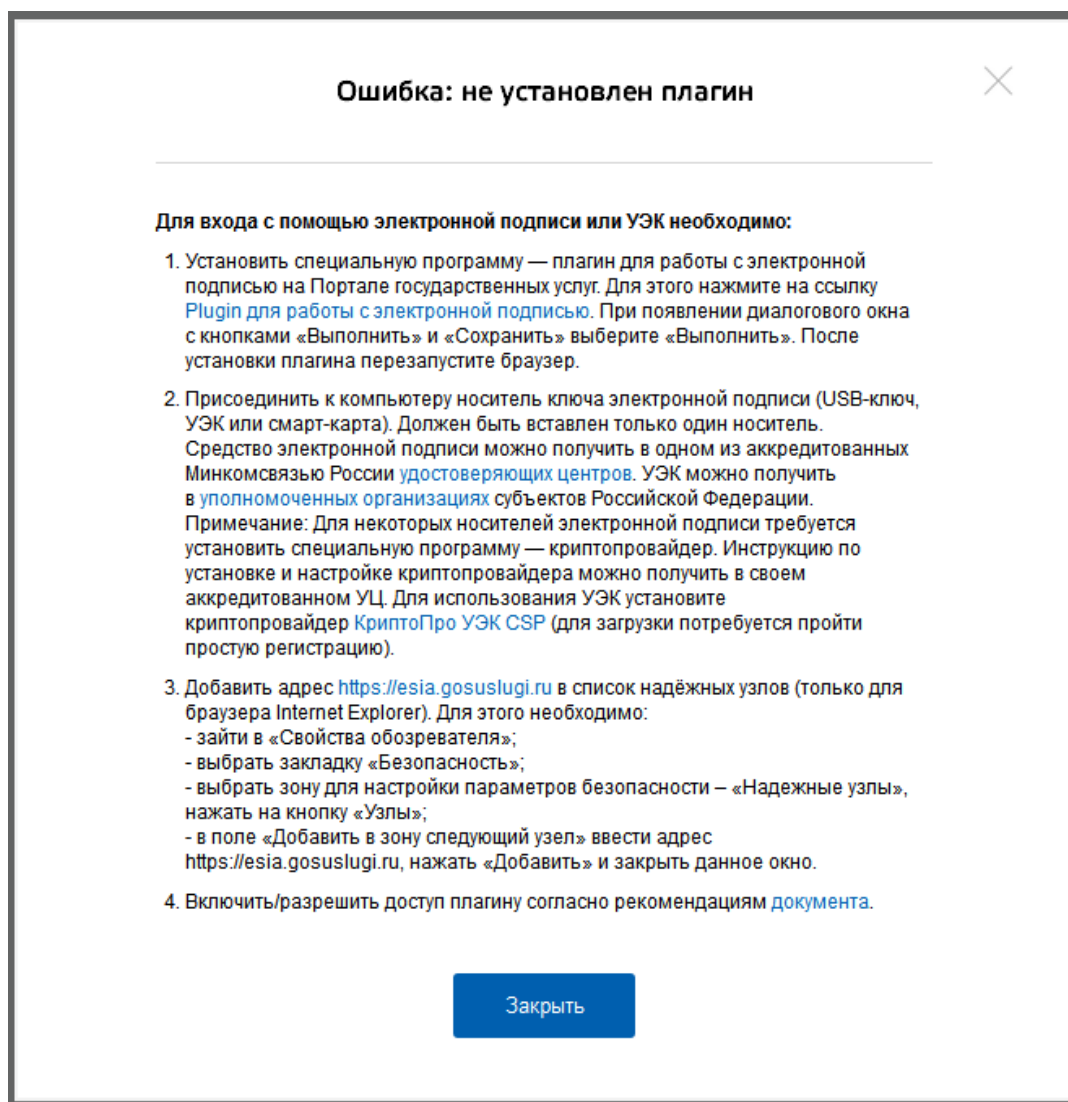 Ошибка: не установлен плагин
Для входа с помощью электронной подписи или УЭК необходимо:
1. Установить специальную программу — плагин для работы с электронной
подписью на Портале государственных услуг. Для этого нажмите на ссылку
Plugin для работы с электронной подписью. При появлении диалогового окна
с кнопками «Выполнить» и «Сохранить» выберите «Выполнить». После
установки плагина перезапустите браузер.
2. Присоединить к компьютеру носитель ключа электронной подписи (USB-ключ,
УЭК или смарт-карта). Должен быть вставлен только один носитель.
Средство электронной подписи можно получить в одном из аккредитованных
Минкомсвязью России удостоверяющих центров. УЭК можно получить
в уполномоченных организациях субъектов Российской Федерации.
Примечание: Для некоторых носителей электронной подписи требуется
установить специальную программу — криптопровайдер. Инструкцию по
установке и настройке криптопровайдера можно получить в своем
аккредитованном УЦ. Для использования УЭК установите
криптопровайдер КриптоПро УЭК CSP (для загрузки потребуется пройти
простую регистрацию).
3. Добавить адрес https://esia.gosuslugi.ru в список надёжных узлов (только для
браузера Internet Explorer). Для этого необходимо:
- зайти в «Свойства обозревателя»;
- выбрать закладку «Безопасность»;
- выбрать зону для настройки параметров безопасности – «Надежные узлы»,
нажать на кнопку «Узлы»;
- в поле «Добавить в зону следующий узел» ввести адрес
https://esia.gosuslugi.ru, нажать «Добавить» и закрыть данное окно.
4. Включить/разрешить доступ плагину согласно рекомендациям документа.
Закрыть